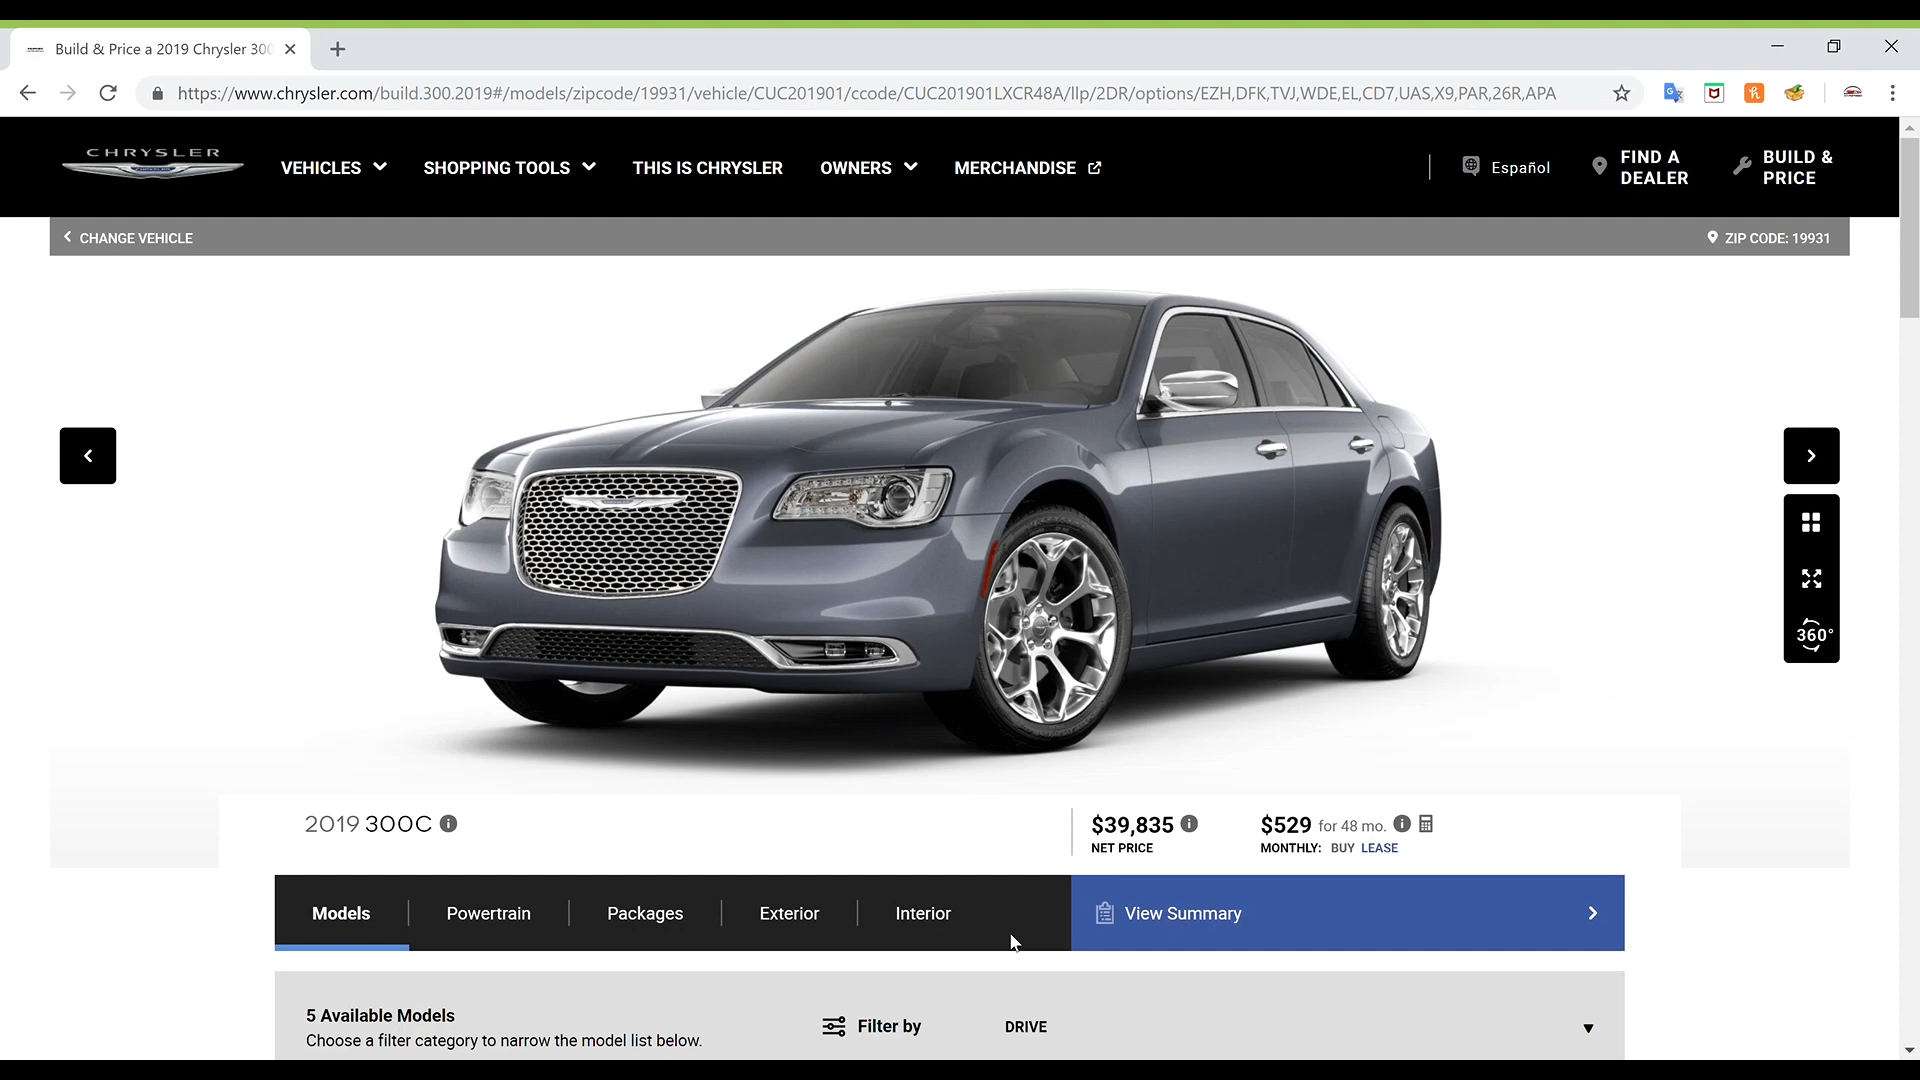 Build & Price a 2019 Chrysler 300
https://www.chrysler.com/build.300.2019#/models/zipcode/19931/vehicle/CUC201901/ccode/CUC201901LXCR48A/llp/2DR/options/EZH,DFK,TVJ,WDE,EL,CD7,UAS,X9,PAR,26R,APA
CHRYSLER
VEHICLES
SHOPPING TOOLS
THIS IS CHRYSLER
OWNERS
MERCHANDISE
Español
FIND A
DEALER
BUILD &
PRICE
CHANGE VEHICLE
ZIP CODE: 19931
360°
2019 300C
$39,835
NET PRICE
$529 for 48 mo.
MONTHLY: BUY LEASE
Models
Powertrain
Packages
Exterior
Interior
View Summary
5 Available Models
Choose a filter category to narrow the model list below.
Filter by
DRIVE